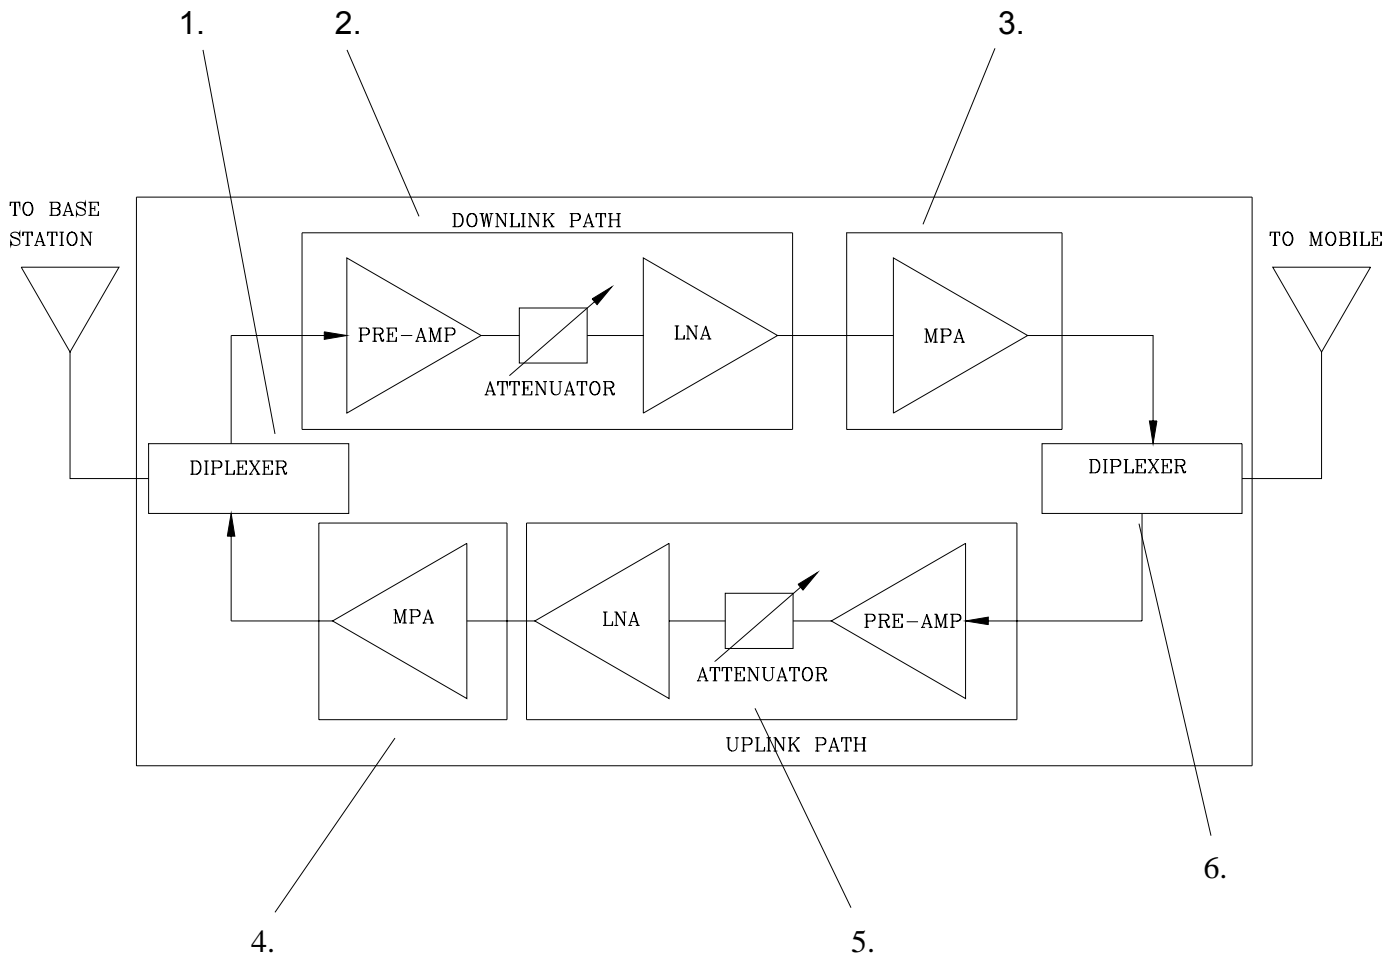 1.
2.
3.
TO BASE
STATION
DOWNLINK PATH
TO MOBILE
PRE-AMP
LNA
MPA
ATTENUATOR
DIPLEXER
DIPLEXER
MPA
LNA
PRE-AMP
ATTENUATOR
UPLINK PATH
6.
4.
5.